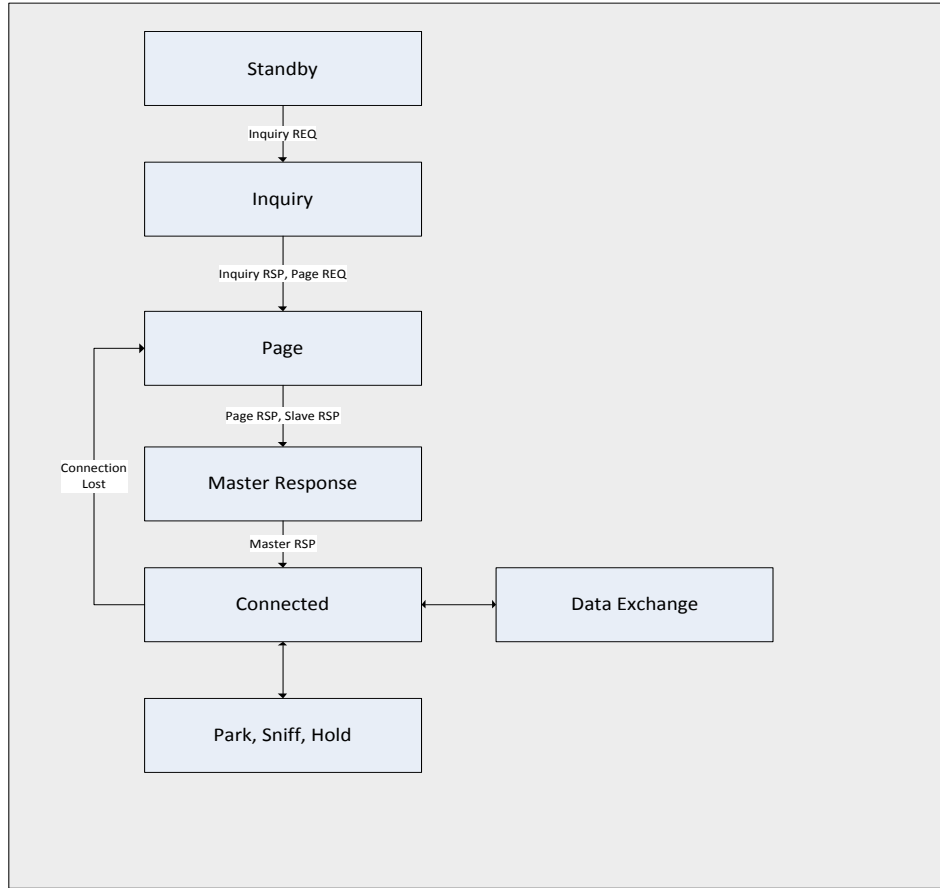 Standby
Inquiry REQ
Inquiry
Inquiry RSP, Page REQ
Page
Page RSP, Slave RSP
Connection
Lost
Master Response
Master RSP
Connected
Data Exchange
Park, Sniff, Hold